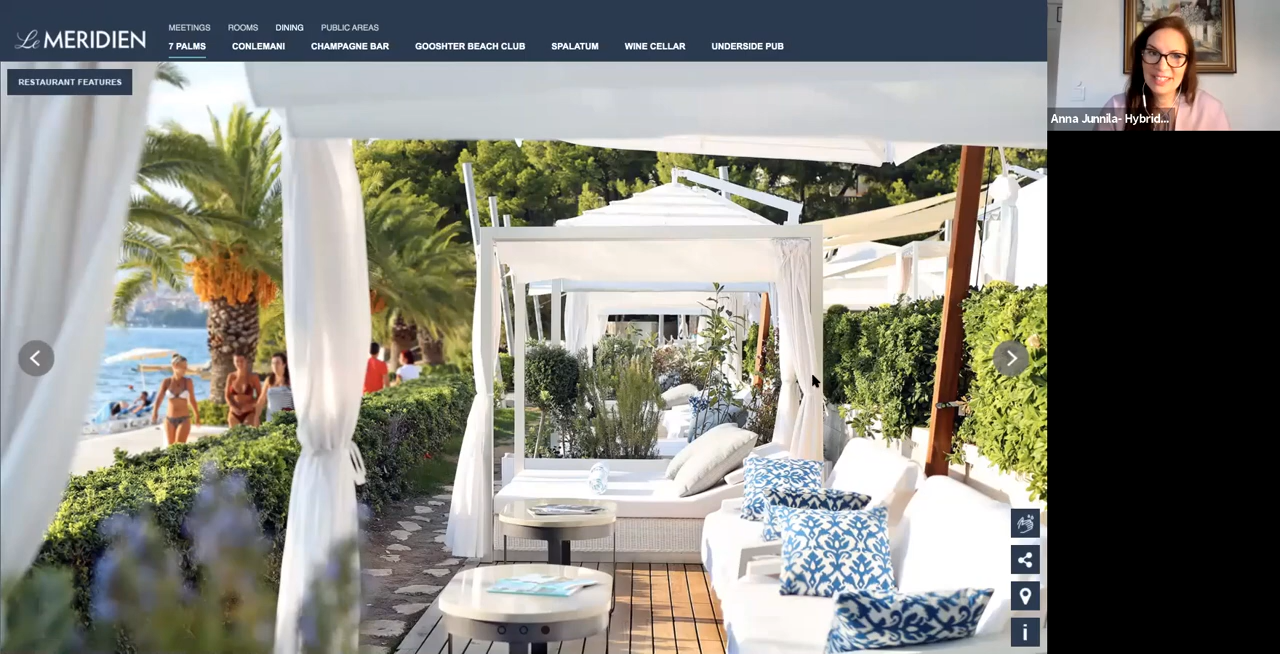 Le MERIDIEN
MEETINGS ROOMS DINING PUBLIC AREAS
7 PALMS CONLEMANI CHAMPAGNE BAR GOOSHTER BEACH CLUB SPALATUM WINE CELLAR UNDERSIDE PUB
RESTAURANT FEATURES
Anna Junnila- Hybrid...
i